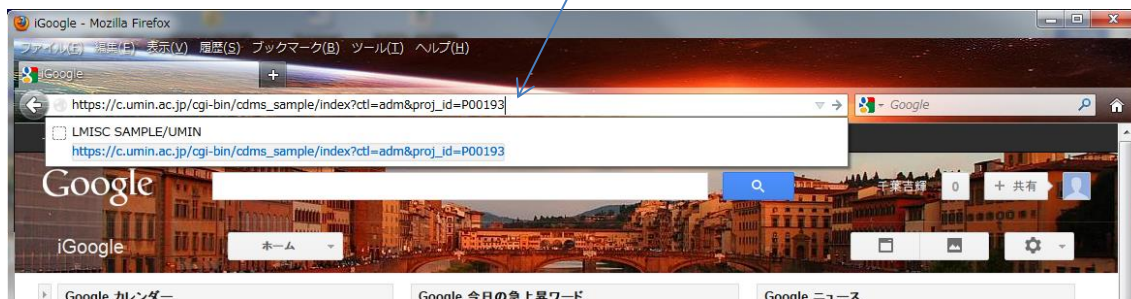 iGoogle - Mozilla Firefox
ファイル(F) 編集(E) 表示(V) 履歴(S) ブックマーク(B) ツール(T) ヘルプ(H)
iGoogle
https://c.umin.ac.jp/cgi-bin/cdms_sample/index?ctl=adm&proj_id=P00193
Google
LMISC SAMPLE/UMIN
https://c.umin.ac.jp/cgi-bin/cdms_sample/index?ctl=adm&proj_id=P00193
Google 千葉吉輝 0 + 共有
iGoogle ホーム
Google カレンダー Google 今日の急上昇ワード Google ニュース